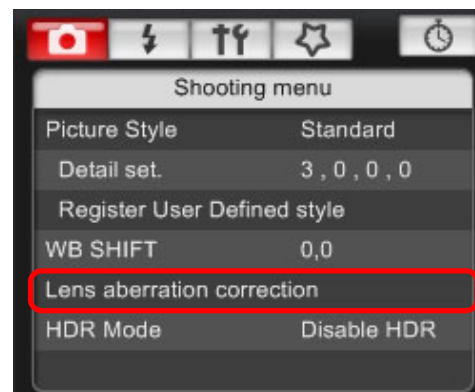 Shooting menu
Picture Style Standard
Detail set. 3 , 0 , 0 , 0
Register User Defined style
WB SHIFT 0,0
Lens aberration correction
HDR Mode Disable HDR